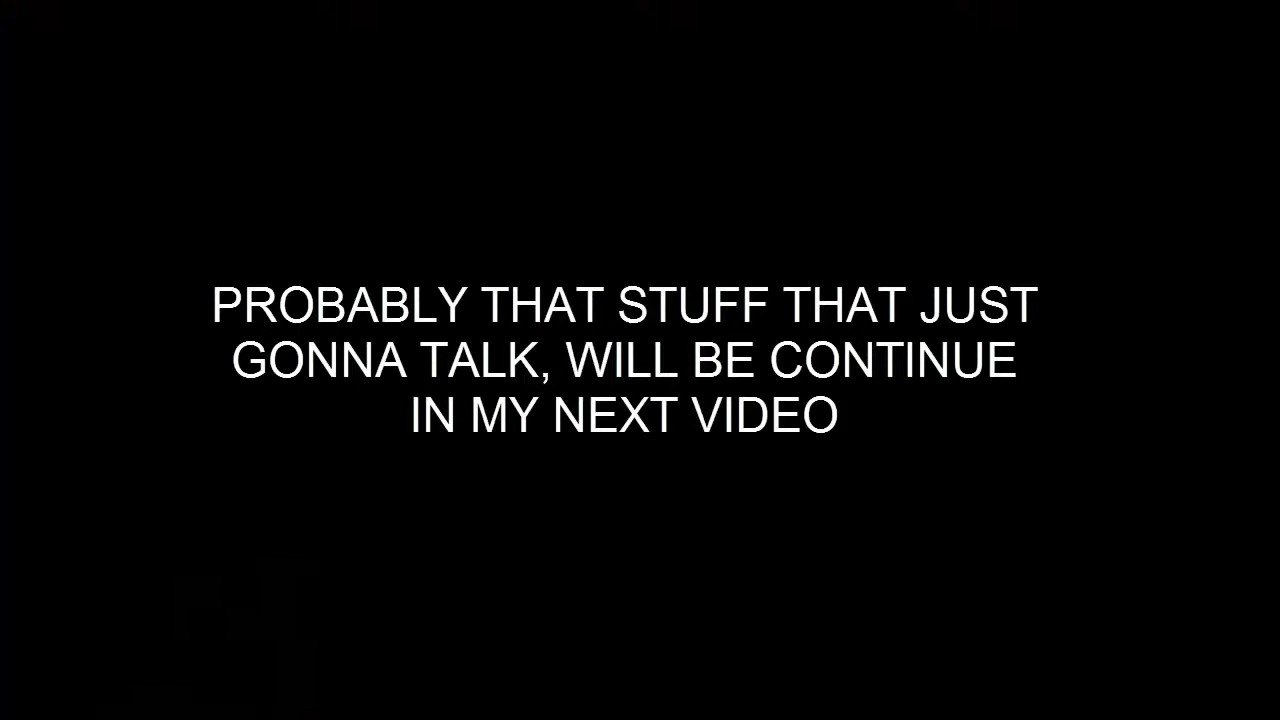 PROBABLY THAT STUFF THAT JUST
GONNA TALK, WILL BE CONTINUE
IN MY NEXT VIDEO